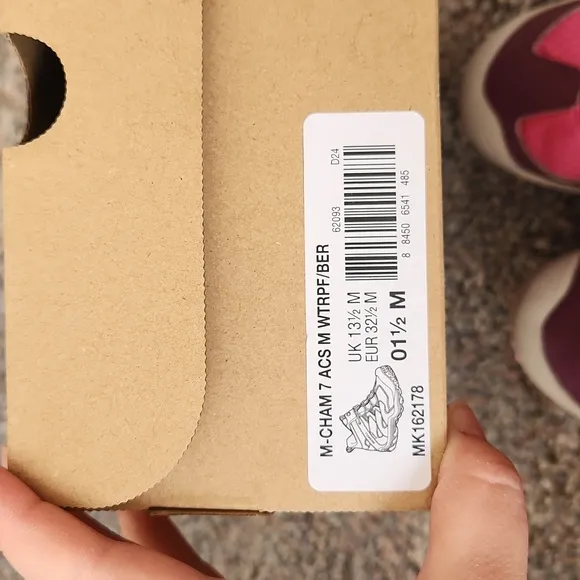 M-CHAM 7 ACS M WTRPF/BER
62093
D24
UK 13½ M
EUR 32½ M
01½ M
8 8450 6541 485
MK162178